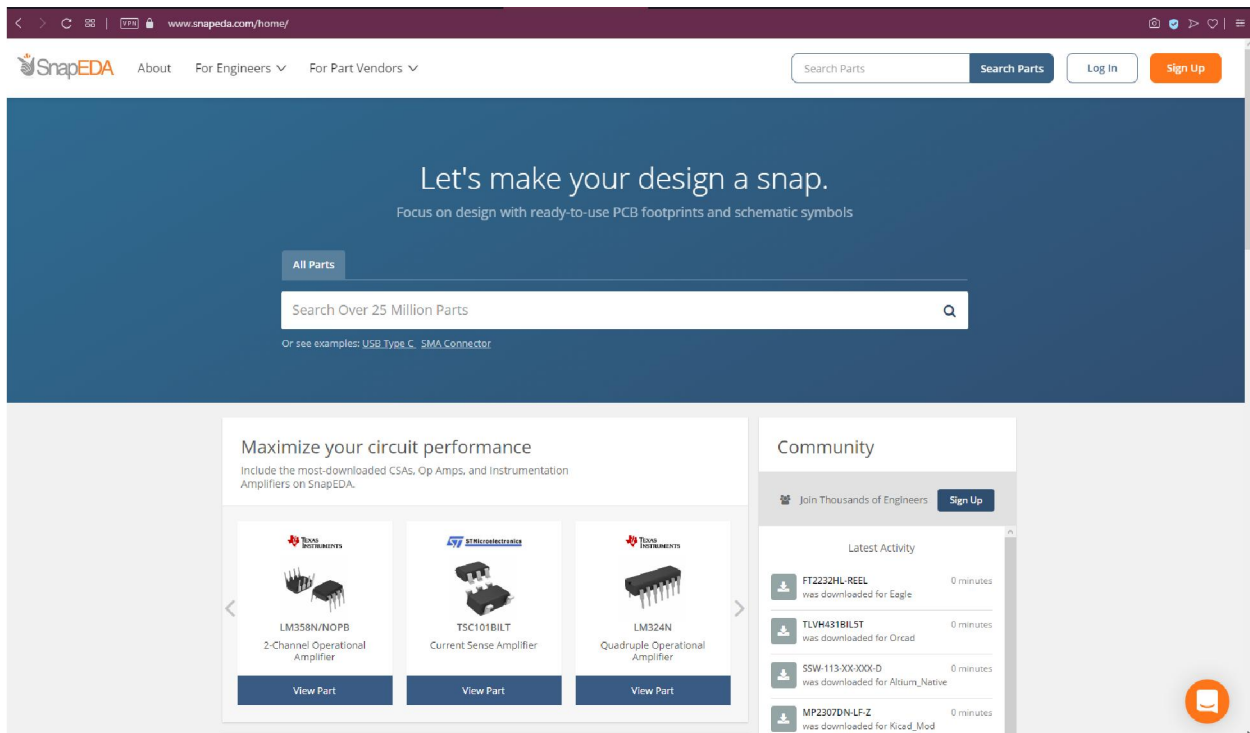 VPN www.snapeda.com/home/
SnapEDA About For Engineers For Part Vendors Search Parts Search Parts Log In Sign Up
Let's make your design a snap.
Focus on design with ready-to-use PCB footprints and schematic symbols
All Parts
Search Over 25 Million Parts
Or see examples: USB Type C SMA Connector
Maximize your circuit performance
Include the most-downloaded CSAs, Op Amps, and Instrumentation
Amplifiers on SnapEDA.
TEXAS
INSTRUMENTS
LM358N/NOPB
2-Channel Operational
Amplifier
View Part
STMicroelectronics
TSC101BILT
Current Sense Amplifier
View Part
TEXAS
INSTRUMENTS
LM324N
Quadruple Operational
Amplifier
View Part
Community
Join Thousands of Engineers Sign Up
Latest Activity
FT2232HL-REEL 0 minutes
was downloaded for Eagle
TLVH431BIL5T 0 minutes
was downloaded for Orcad
SSW-113-XX-XXX-D 0 minutes
was downloaded for Altium_Native
MP2307DN-LF-Z 0 minutes
was downloaded for Kicad_Mod